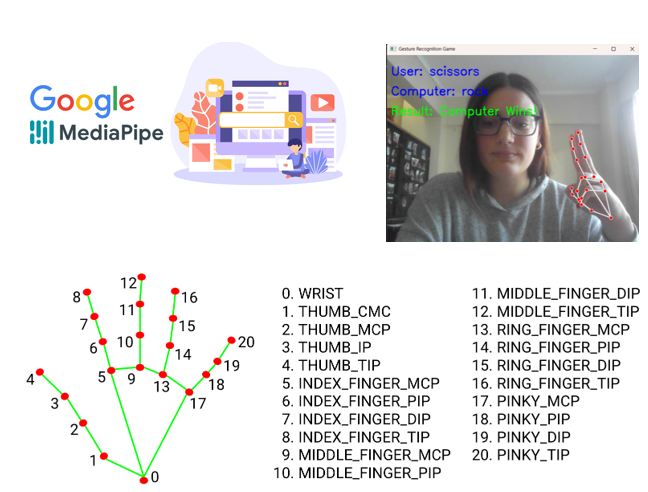 Google
MediaPipe
Gesture Recognition Game
User: scissors
Computer: rock
Result: Computer Wins!
0. WRIST
1. THUMB_CMC
2. THUMB_MCP
3. THUMB_IP
4. THUMB_TIP
5. INDEX_FINGER_MCP
6. INDEX_FINGER_PIP
7. INDEX_FINGER_DIP
8. INDEX_FINGER_TIP
9. MIDDLE_FINGER_MCP
10. MIDDLE_FINGER_PIP
11. MIDDLE_FINGER_DIP
12. MIDDLE_FINGER_TIP
13. RING_FINGER_MCP
14. RING_FINGER_PIP
15. RING_FINGER_DIP
16. RING_FINGER_TIP
17. PINKY_MCP
18. PINKY_PIP
19. PINKY_DIP
20. PINKY_TIP
12
8
16
11
7
15
20
10
6
14
19
4
5
9
13
18
3
17
2
1
0